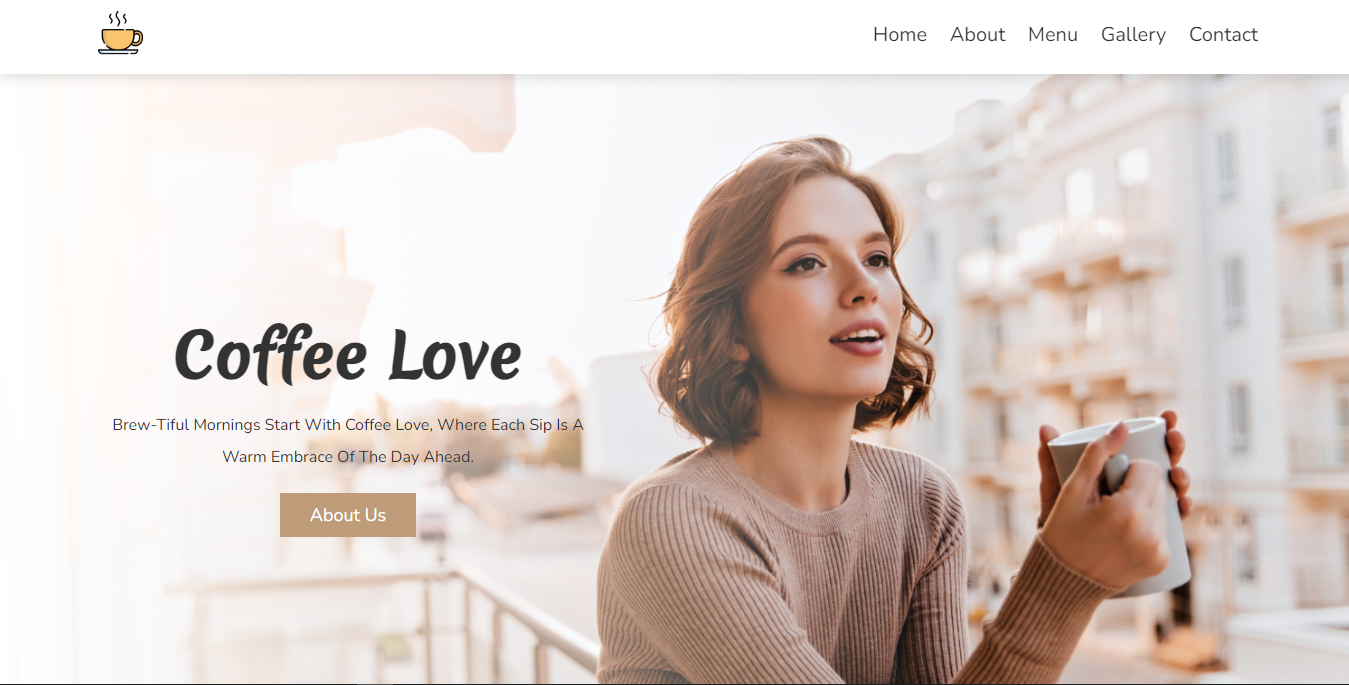 Home About Menu Gallery Contact
Coffee Love
Brew-Tiful Mornings Start With Coffee Love, Where Each Sip Is A
Warm Embrace Of The Day Ahead.
About Us